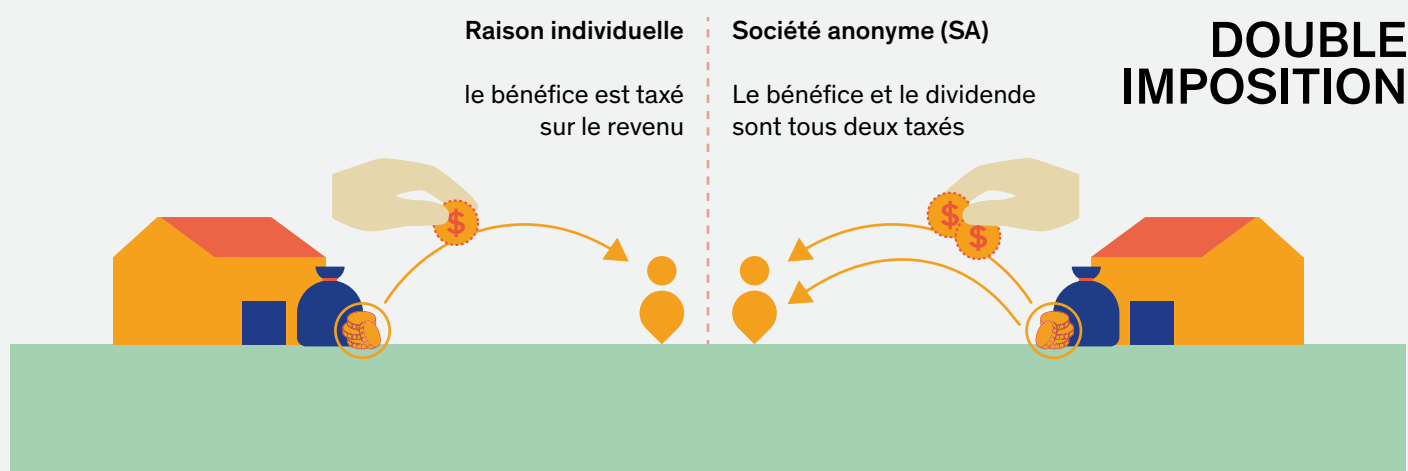 Raison individuelle
le bénéfice est taxé
sur le revenu
Société anonyme (SA)
Le bénéfice et le dividende
sont tous deux taxés
DOUBLE
IMPOSITION
$
$
$